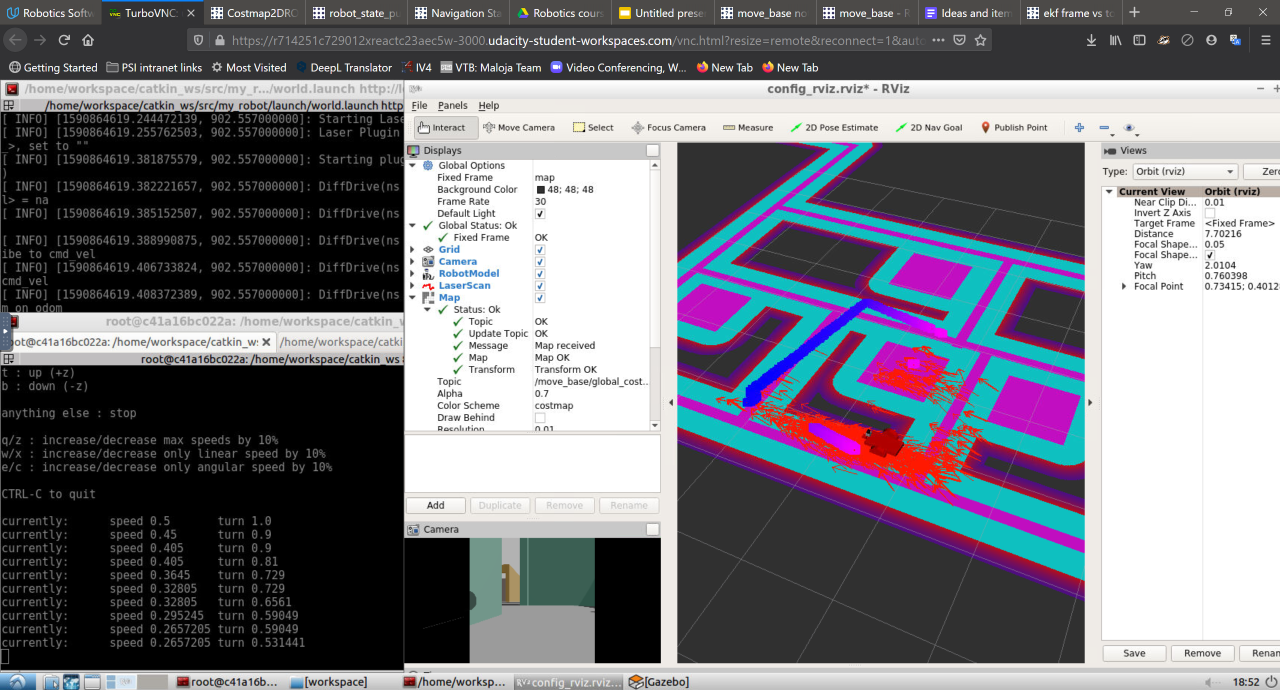 Robotics Softw
TurboVNC:
Costmap2DRO
robot_state_pu
Navigation Sta
Robotics cours
Untitled prese
move_base no
move_base - R
Ideas and item
ekf frame vs to
https://r714251c729012xreactc23aec5w-3000.udacity-student-workspaces.com/vnc.html?resize=remote&reconnect=1&auto
Getting Started
PSI intranet links
Most Visited
DeepL Translator
IV4
VTB: Maloja Team
Video Conferencing, W...
New Tab
New Tab
/home/workspace/catkin_ws/src/my_r.../world.launch http://lo
/home/workspace/catkin_ws/src/my_robot/launch/world.launch http
[ INFO] [1590864619.244472139, 902.557000000]: Starting Lase
[ INFO] [1590864619.255762503, 902.557000000]: Laser Plugin
>, set to ""
[ INFO] [1590864619.381875579, 902.557000000]: Starting plug
)
[ INFO] [1590864619.382221657, 902.557000000]: DiffDrive(ns
l> = na
[ INFO] [1590864619.385152507, 902.557000000]: DiffDrive(ns
[ INFO] [1590864619.388990875, 902.557000000]: DiffDrive(ns
ibe to cmd_vel
[ INFO] [1590864619.406733824, 902.557000000]: DiffDrive(ns
cmd_vel
[ INFO] [1590864619.408372389, 902.557000000]: DiffDrive(ns
m on odom
root@c41a16bc022a: /home/workspace/catkin_w
oot@c41a16bc022a: /home/workspace/catkin_ws
/home/workspace/catkin
root@c41a16bc022a: /home/workspace/catkin_ws
t : up (+z)
b : down (-z)
anything else : stop
q/z : increase/decrease max speeds by 10%
w/x : increase/decrease only linear speed by 10%
e/c : increase/decrease only angular speed by 10%
CTRL-C to quit
currently: speed 0.5 turn 1.0
currently: speed 0.45 turn 0.9
currently: speed 0.405 turn 0.9
currently: speed 0.405 turn 0.81
currently: speed 0.3645 turn 0.729
currently: speed 0.32805 turn 0.729
currently: speed 0.32805 turn 0.6561
currently: speed 0.295245 turn 0.59049
currently: speed 0.2657205 turn 0.59049
currently: speed 0.2657205 turn 0.531441
config_rviz.rviz* - RViz
File Panels Help
Interact
Move Camera
Select
Focus Camera
Measure
2D Pose Estimate
2D Nav Goal
Publish Point
Displays
Global Options
Fixed Frame map
Background Color 48; 48; 48
Frame Rate 30
Default Light
Global Status: Ok
Fixed Frame OK
Grid
Camera
RobotModel
LaserScan
Map
Status: Ok
Topic OK
Update Topic OK
Message Map received
Map Map OK
Transform Transform OK
Topic /move_base/global_cost...
Alpha 0.7
Color Scheme costmap
Draw Behind
Resolution 0.01
Add
Duplicate
Remove
Rename
Camera
Views
Type: Orbit (rviz) Zero
Current View Orbit (rviz)
Near Clip Di... 0.01
Invert Z Axis
Target Frame <Fixed Frame>
Distance 7.70216
Focal Shape... 0.05
Focal Shape...
Yaw 2.0104
Pitch 0.760398
Focal Point 0.73415; 0.4012
Save
Remove
Renam
root@c41a16b...
[workspace]
/home/worksp...
config_rviz.rviz...
[Gazebo]
18:52